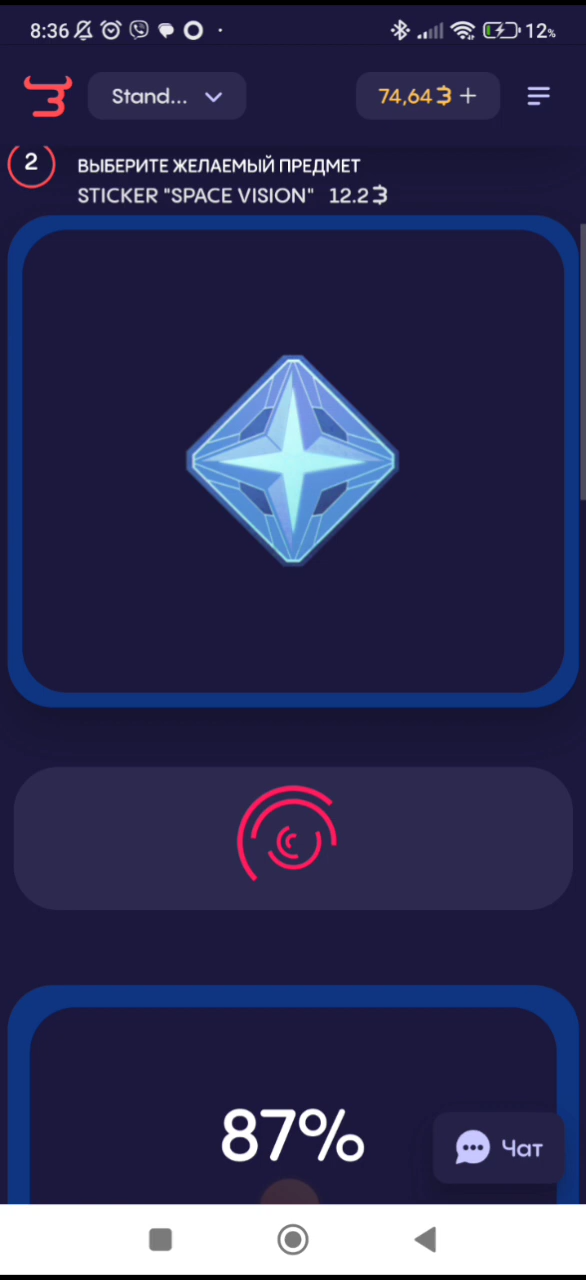 8:36
12%
Stand...
74,64 +
2
ВЫБЕРИТЕ ЖЕЛАЕМЫЙ ПРЕДМЕТ
STICKER "SPACE VISION" 12.2
87%
Чат